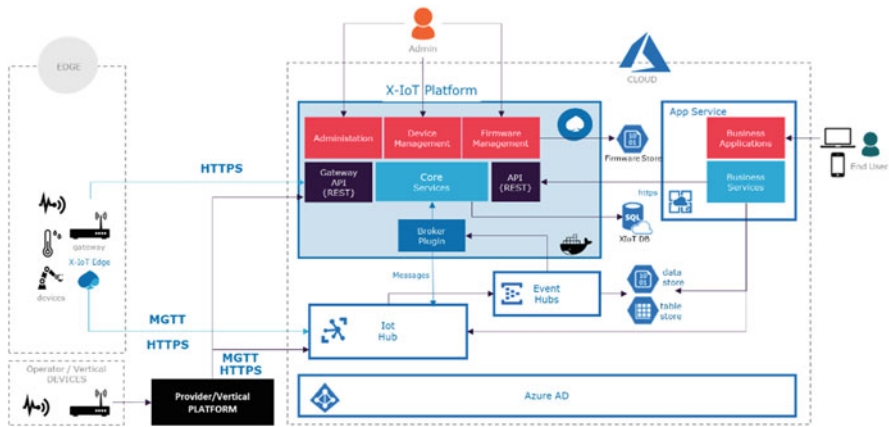 Admin
EDGE
CLOUD
X-IoT Platform
App Service
Administation
Device
Management
Firmware
Management
Firmware Store
Business
Applications
End User
HTTPS
Gateway
API
(REST)
Core
Services
API
(REST)
Business
Services
https
SQL
XIoT DB
Broker
Plugin
gateway
X-IoT Edge
devices
Messages
Event
Hubs
data
store
table
store
MGTT
HTTPS
Iot
Hub
MGTT
HTTPS
Operator / Vertical
DEVICES
Provider/Vertical
PLATFORM
Azure AD